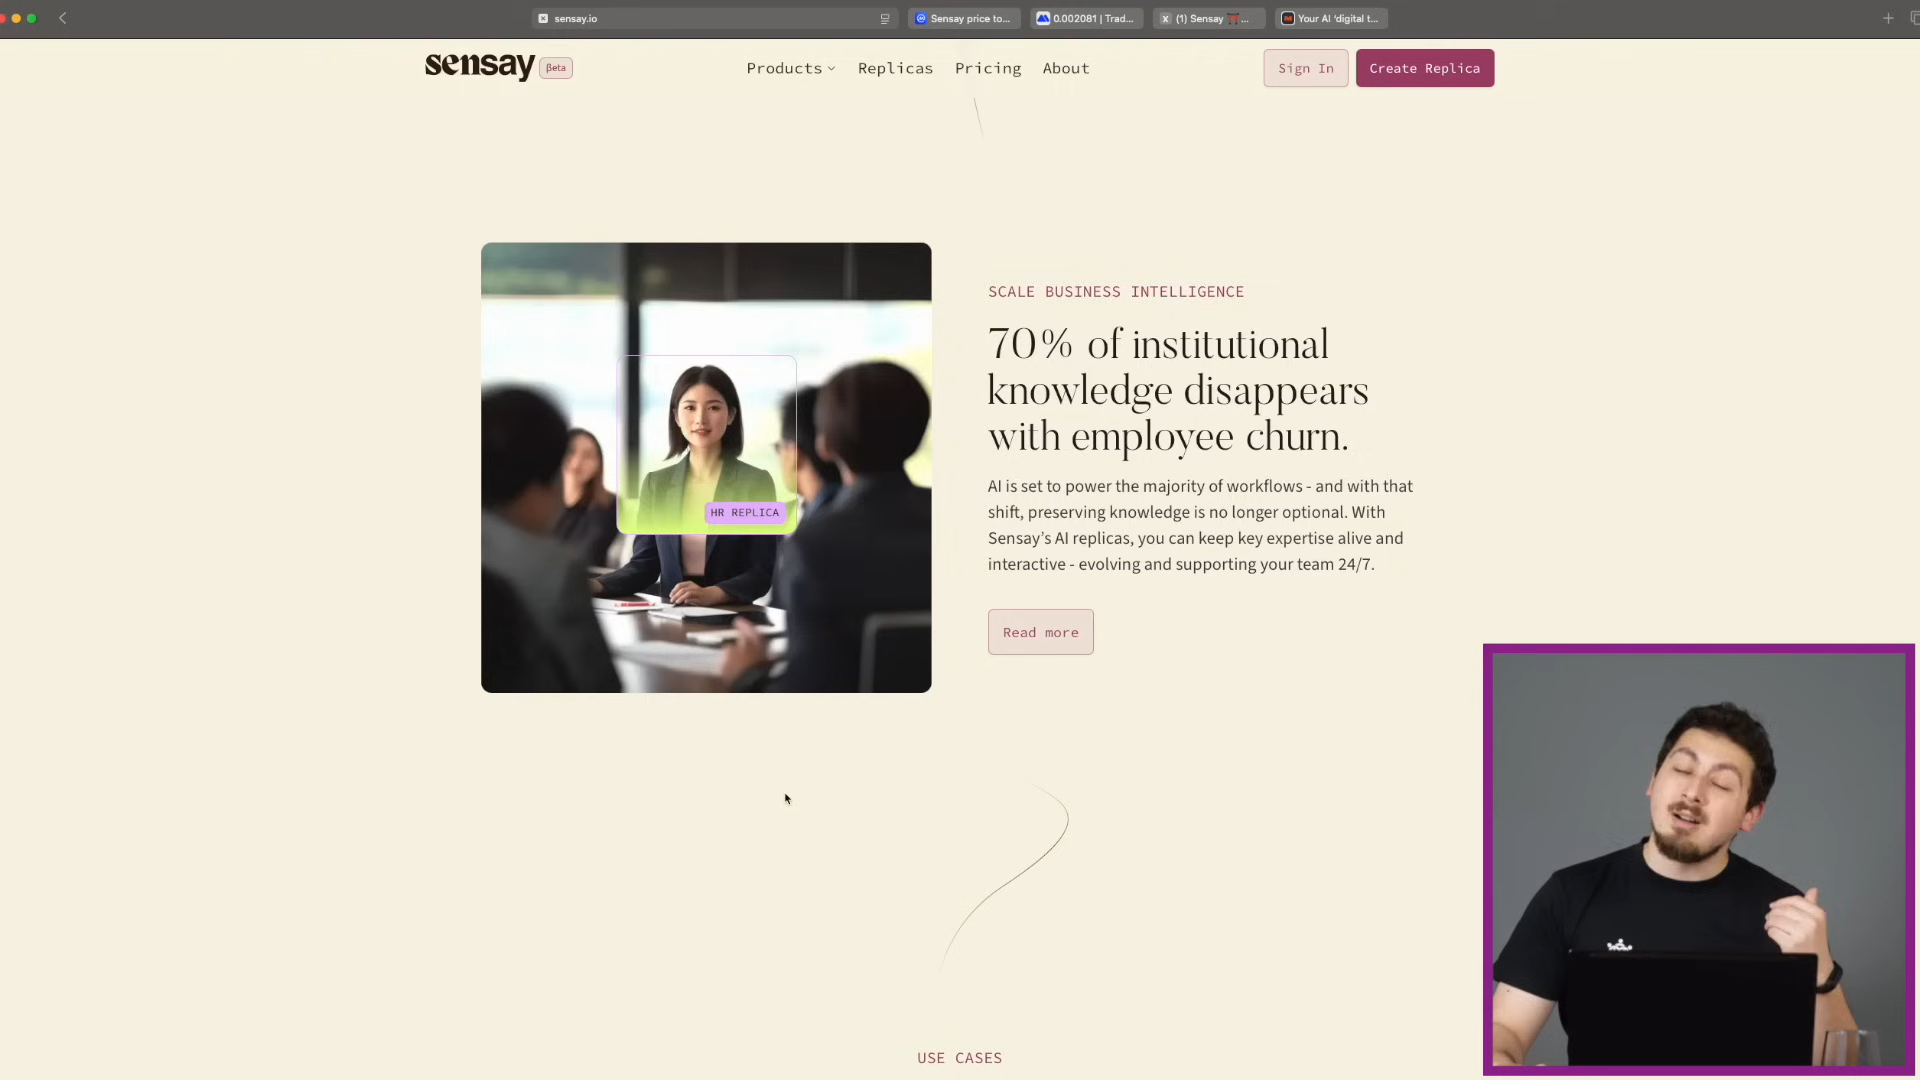 sensay.io
Sensay price to...
0.002081 | Trad...
(1) Sensay
...
Your AI 'digital t...
sensay
βeta
Products
Replicas
Pricing
About
Sign In
Create Replica
SCALE BUSINESS INTELLIGENCE
70% of institutional
knowledge disappears
with employee churn.
AI is set to power the majority of workflows - and with that
shift, preserving knowledge is no longer optional. With
Sensay's AI replicas, you can keep key expertise alive and
interactive - evolving and supporting your team 24/7.
HR REPLICA
Read more
USE CASES